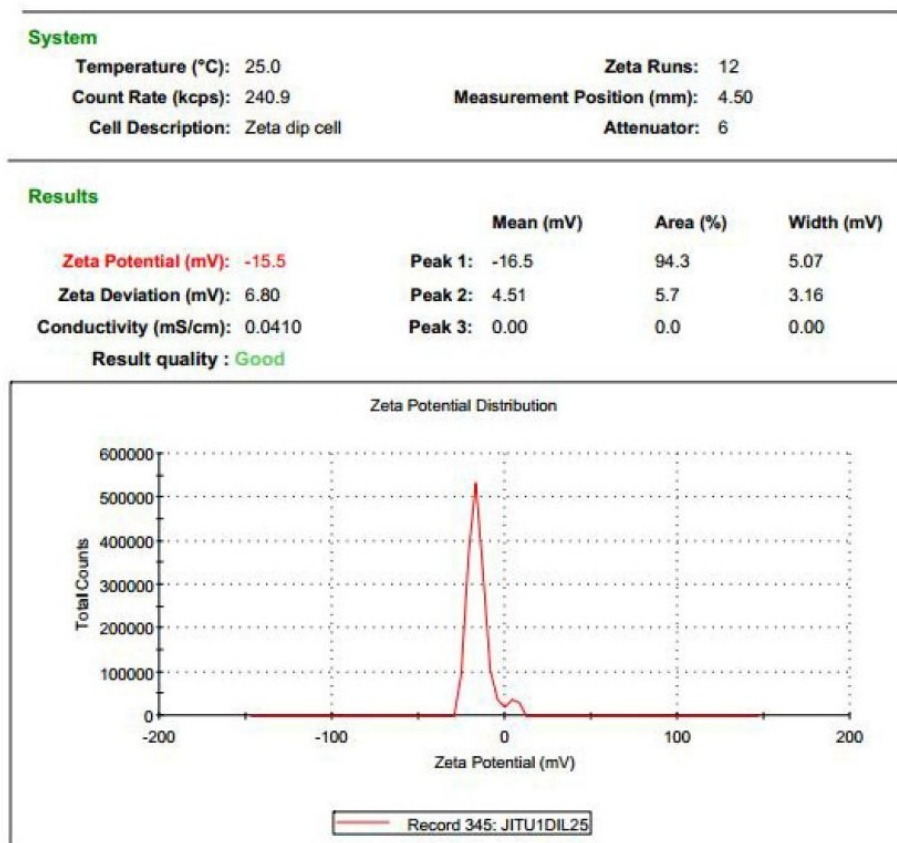 System
Temperature (°C): 25.0 Zeta Runs: 12
Count Rate (kcps): 240.9 Measurement Position (mm): 4.50
Cell Description: Zeta dip cell Attenuator: 6
Results
Mean (mV) Area (%) Width (mV)
Zeta Potential (mV): -15.5 Peak 1: -16.5 94.3 5.07
Zeta Deviation (mV): 6.80 Peak 2: 4.51 5.7 3.16
Conductivity (mS/cm): 0.0410 Peak 3: 0.00 0.0 0.00
Result quality : Good
Zeta Potential Distribution
600000
500000
400000
300000
200000
100000
0
Total Counts
-200 -100 0 100 200
Zeta Potential (mV)
Record 345: JITU1DIL25